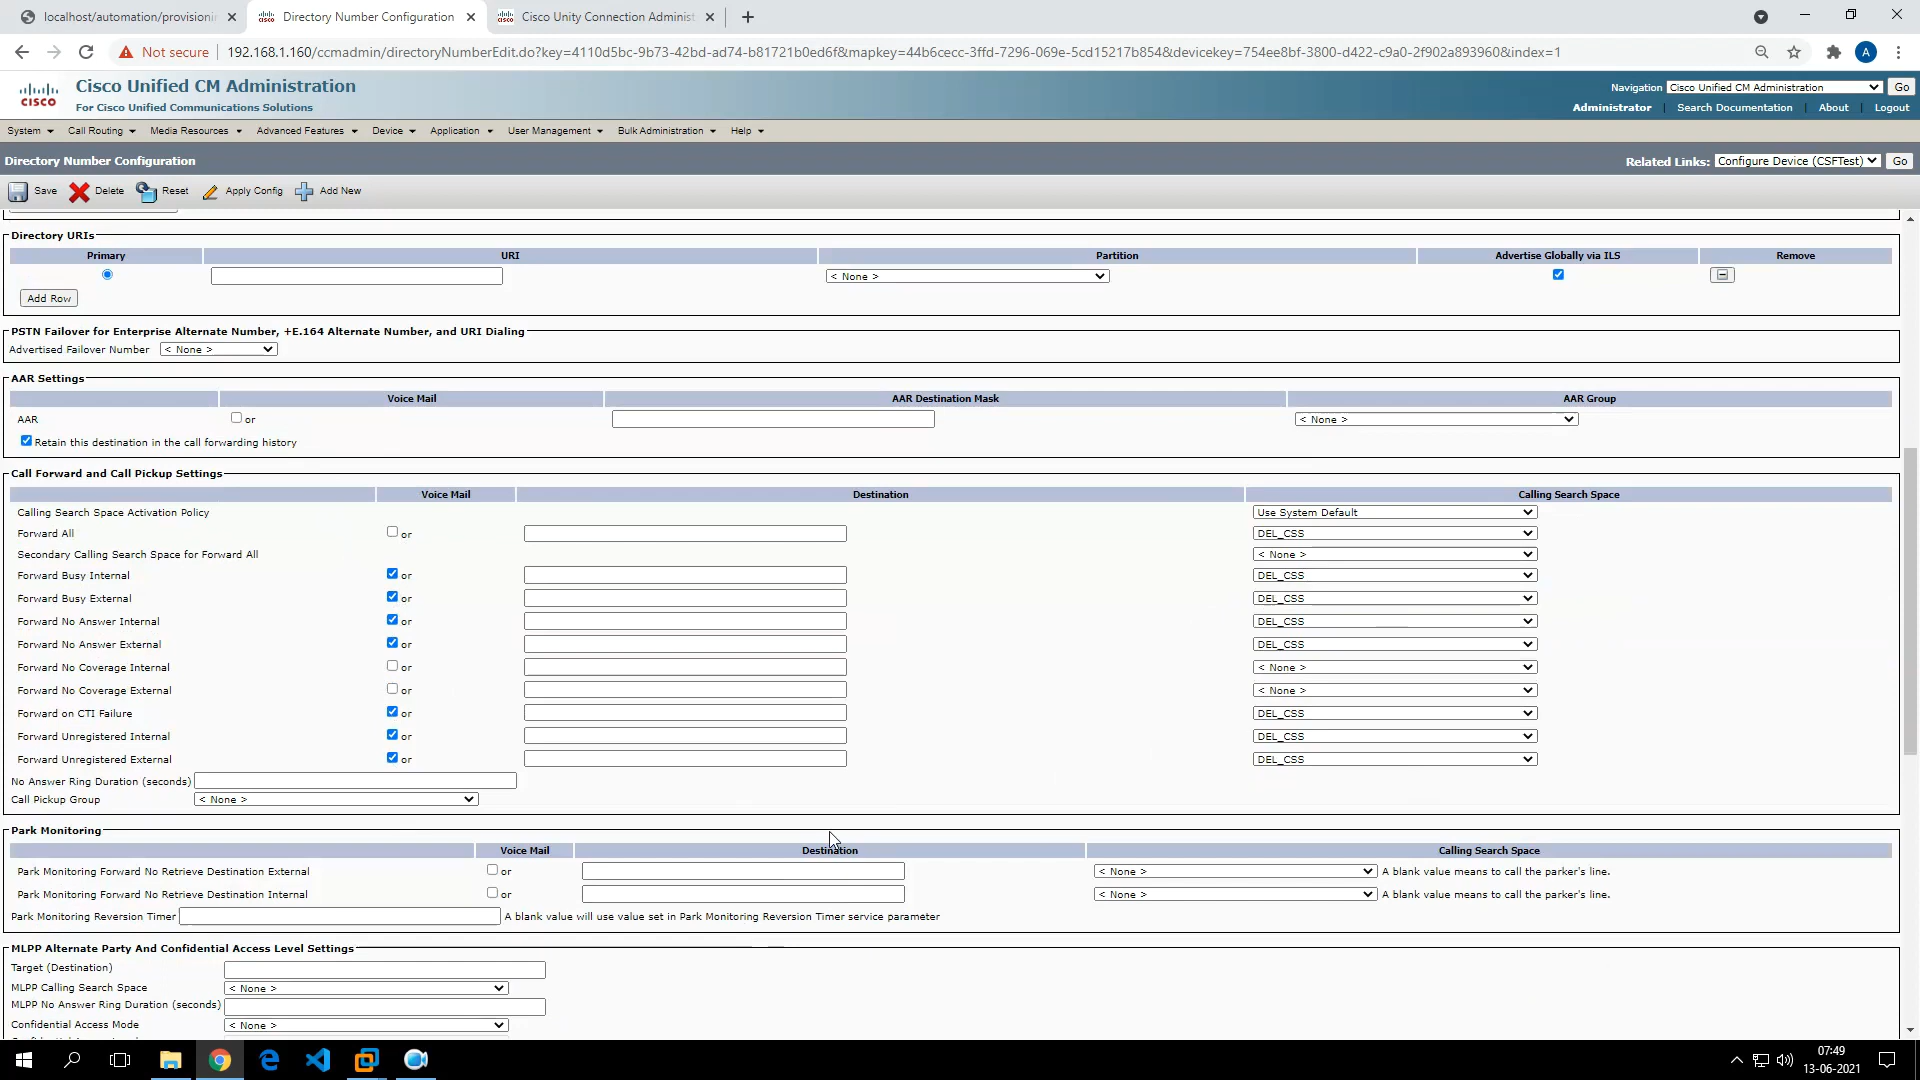 localhost/automation/provisionin
Directory Number Configuration
Cisco Unity Connection Administ
Not secure
192.168.1.160/ccmadmin/directoryNumberEdit.do?key=4110d5bc-9b73-42bd-ad74-b81721b0ed6f&mapkey=44b6cecc-3ffd-7296-069e-5cd15217b854&devicekey=754ee8bf-3800-d422-c9a0-2f902a893960&index=1
A
CISCO
Cisco Unified CM Administration
For Cisco Unified Communications Solutions
Navigation Cisco Unified CM Administration Go
Administrator | Search Documentation | About | Logout
System Call Routing Media Resources Advanced Features Device Application User Management Bulk Administration Help
Directory Number Configuration
Related Links: Configure Device (CSFTest) Go
Save Delete Reset Apply Config Add New
Directory URIs
Primary URI Partition Advertise Globally via ILS Remove
< None >
Add Row
PSTN Failover for Enterprise Alternate Number, +E.164 Alternate Number, and URI Dialing
Advertised Failover Number < None >
AAR Settings
Voice Mail AAR Destination Mask AAR Group
AAR or < None >
Retain this destination in the call forwarding history
Call Forward and Call Pickup Settings
Voice Mail Destination Calling Search Space
Calling Search Space Activation Policy Use System Default
Forward All or DEL_CSS
Secondary Calling Search Space for Forward All < None >
Forward Busy Internal or DEL_CSS
Forward Busy External or DEL_CSS
Forward No Answer Internal or DEL_CSS
Forward No Answer External or DEL_CSS
Forward No Coverage Internal or < None >
Forward No Coverage External or < None >
Forward on CTI Failure or DEL_CSS
Forward Unregistered Internal or DEL_CSS
Forward Unregistered External or DEL_CSS
No Answer Ring Duration (seconds)
Call Pickup Group < None >
Park Monitoring
Voice Mail Destination Calling Search Space
Park Monitoring Forward No Retrieve Destination External or < None > A blank value means to call the parker's line.
Park Monitoring Forward No Retrieve Destination Internal or < None > A blank value means to call the parker's line.
Park Monitoring Reversion Timer A blank value will use value set in Park Monitoring Reversion Timer service parameter
MLPP Alternate Party And Confidential Access Level Settings
Target (Destination)
MLPP Calling Search Space < None >
MLPP No Answer Ring Duration (seconds)
Confidential Access Mode < None >
07:49
13-06-2021